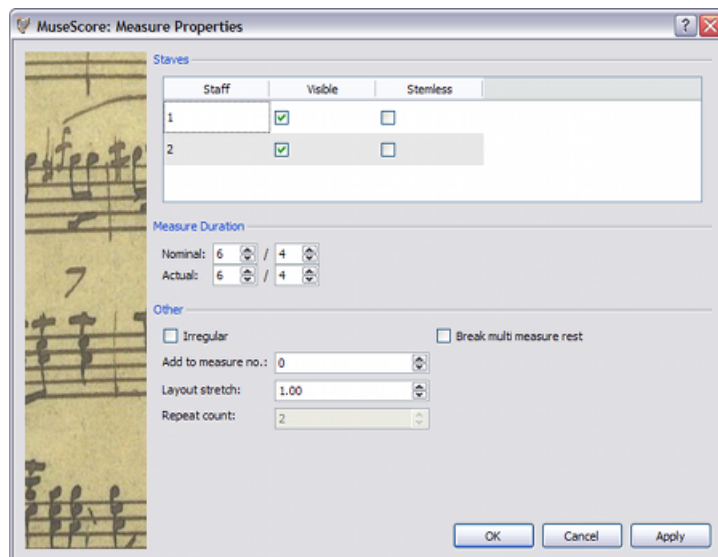 MuseScore: Measure Properties
Staves
Staff Visible Stemless
1
2
Measure Duration
Nominal: 6 / 4
Actual: 6 / 4
Other
Irregular Break multi measure rest
Add to measure no.: 0
Layout stretch: 1.00
Repeat count: 2
OK Cancel Apply